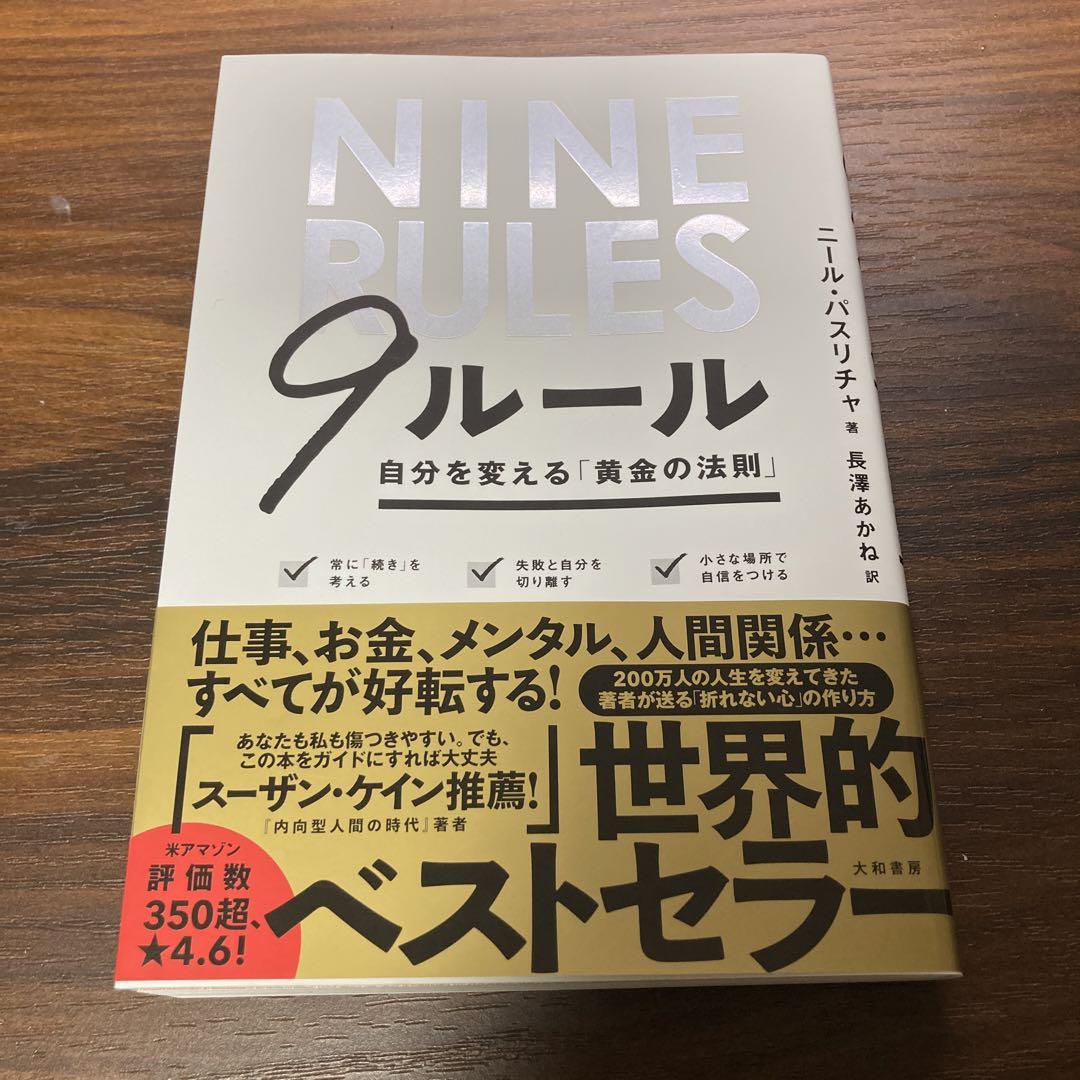 NINE
RULES
9ルール
自分を変える「黄金の法則」
ニール・パスリチャ 著 長澤あかね 訳
常に「続き」を
考える
失敗と自分を
切り離す
小さな場所で
自信をつける
仕事、お金、メンタル、人間関係…
すべてが好転する!
200万人の人生を変えてきた
著者が送る「折れない心」の作り方
「あなたも私も傷つきやすい。でも、
この本をガイドにすれば大丈夫
スーザン・ケイン推薦!」
『内向型人間の時代』著者
世界的
ベストセラー
大和書房
米アマゾン
評価数
350超、
★4.6!